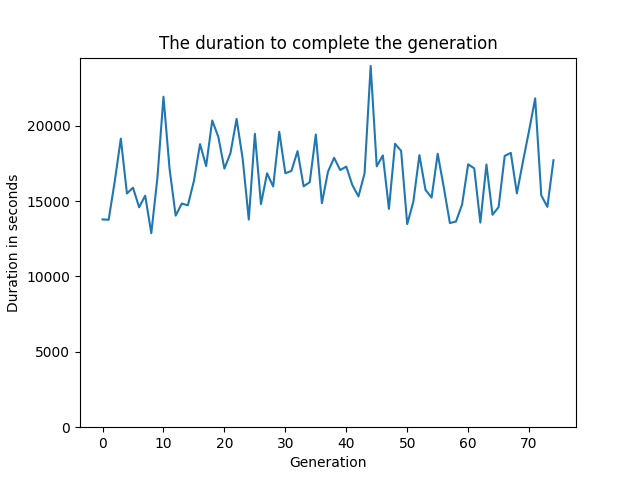 The duration to complete the generation
Duration in seconds
20000
15000
10000
5000
0
0 10 20 30 40 50 60 70
Generation